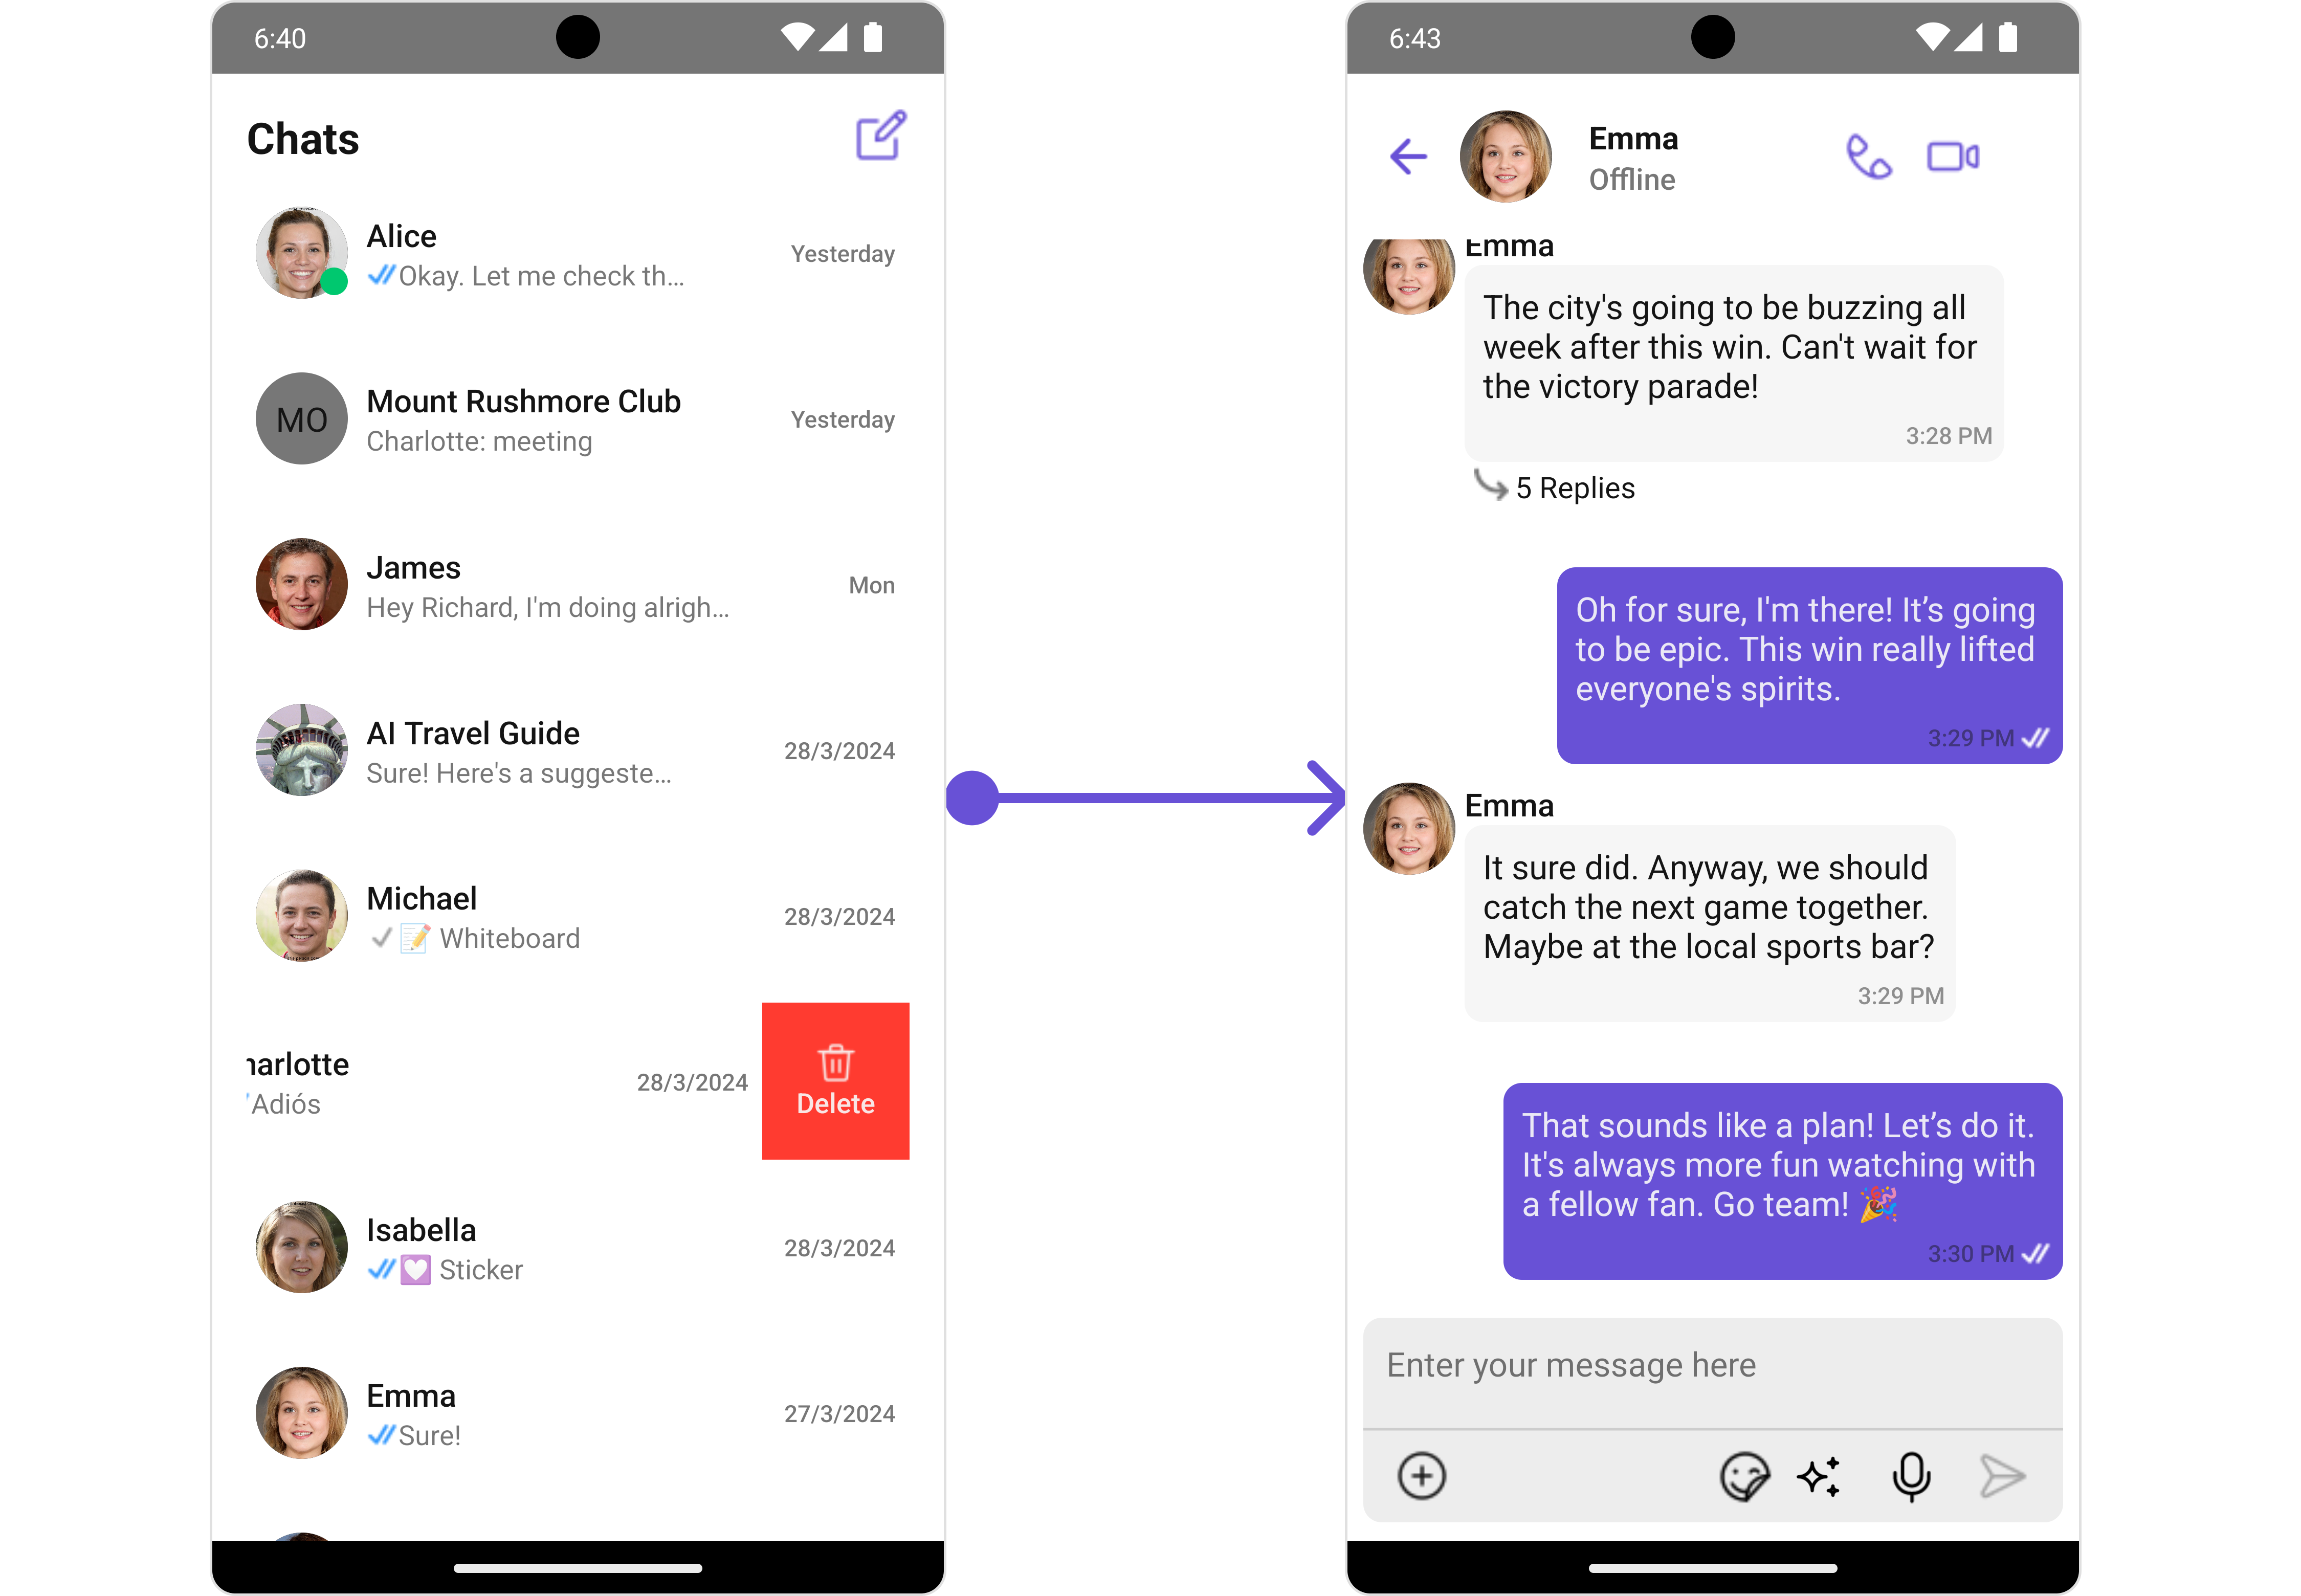 6:40
Chats
Alice
Okay. Let me check th...
Yesterday
MO
Mount Rushmore Club
Charlotte: meeting
Yesterday
James
Hey Richard, I'm doing alrigh...
Mon
AI Travel Guide
Sure! Here's a suggeste...
28/3/2024
Michael
📝 Whiteboard
28/3/2024
harlotte
Adiós
28/3/2024
Delete
Isabella
💟 Sticker
28/3/2024
Emma
Sure!
27/3/2024
6:43
Emma
Offline
Emma
The city's going to be buzzing all
week after this win. Can't wait for
the victory parade!
3:28 PM
5 Replies
Oh for sure, I'm there! It’s going
to be epic. This win really lifted
everyone's spirits.
3:29 PM
Emma
It sure did. Anyway, we should
catch the next game together.
Maybe at the local sports bar?
3:29 PM
That sounds like a plan! Let’s do it.
It's always more fun watching with
a fellow fan. Go team! 🎉
3:30 PM
Enter your message here